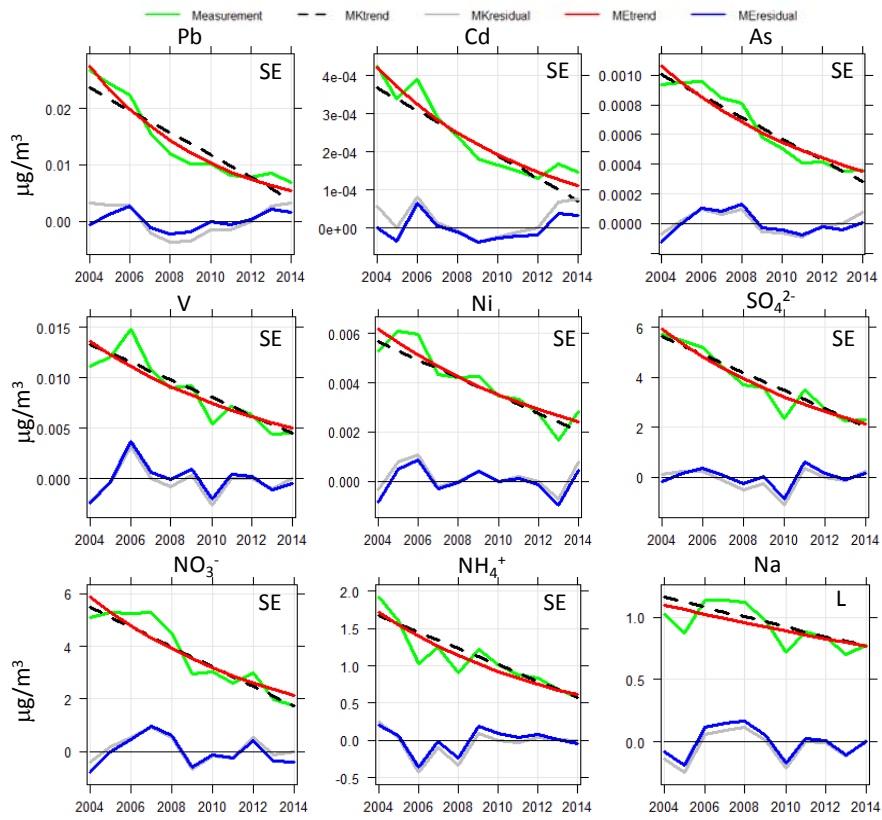 Measurement MKtrend MKresidual MEtrend MEresidual
Pb Cd As
SE SE SE
µg/m³
0.02 0.01 0.00
4e-04 3e-04 2e-04 1e-04 0e+00
0.0010 0.0008 0.0006 0.0004 0.0002 0.0000
2004 2006 2008 2010 2012 2014 2004 2006 2008 2010 2012 2014 2004 2006 2008 2010 2012 2014
V Ni SO₄²⁻
SE SE SE
µg/m³
0.015 0.010 0.005 0.000
0.006 0.004 0.002 0.000
6 4 2 0
2004 2006 2008 2010 2012 2014 2004 2006 2008 2010 2012 2014 2004 2006 2008 2010 2012 2014
NO₃⁻ NH₄⁺ Na
SE SE L
µg/m³
6 4 2 0
2.0 1.5 1.0 0.5 0.0 -0.5
1.0 0.5 0.0
2004 2006 2008 2010 2012 2014 2004 2006 2008 2010 2012 2014 2004 2006 2008 2010 2012 2014